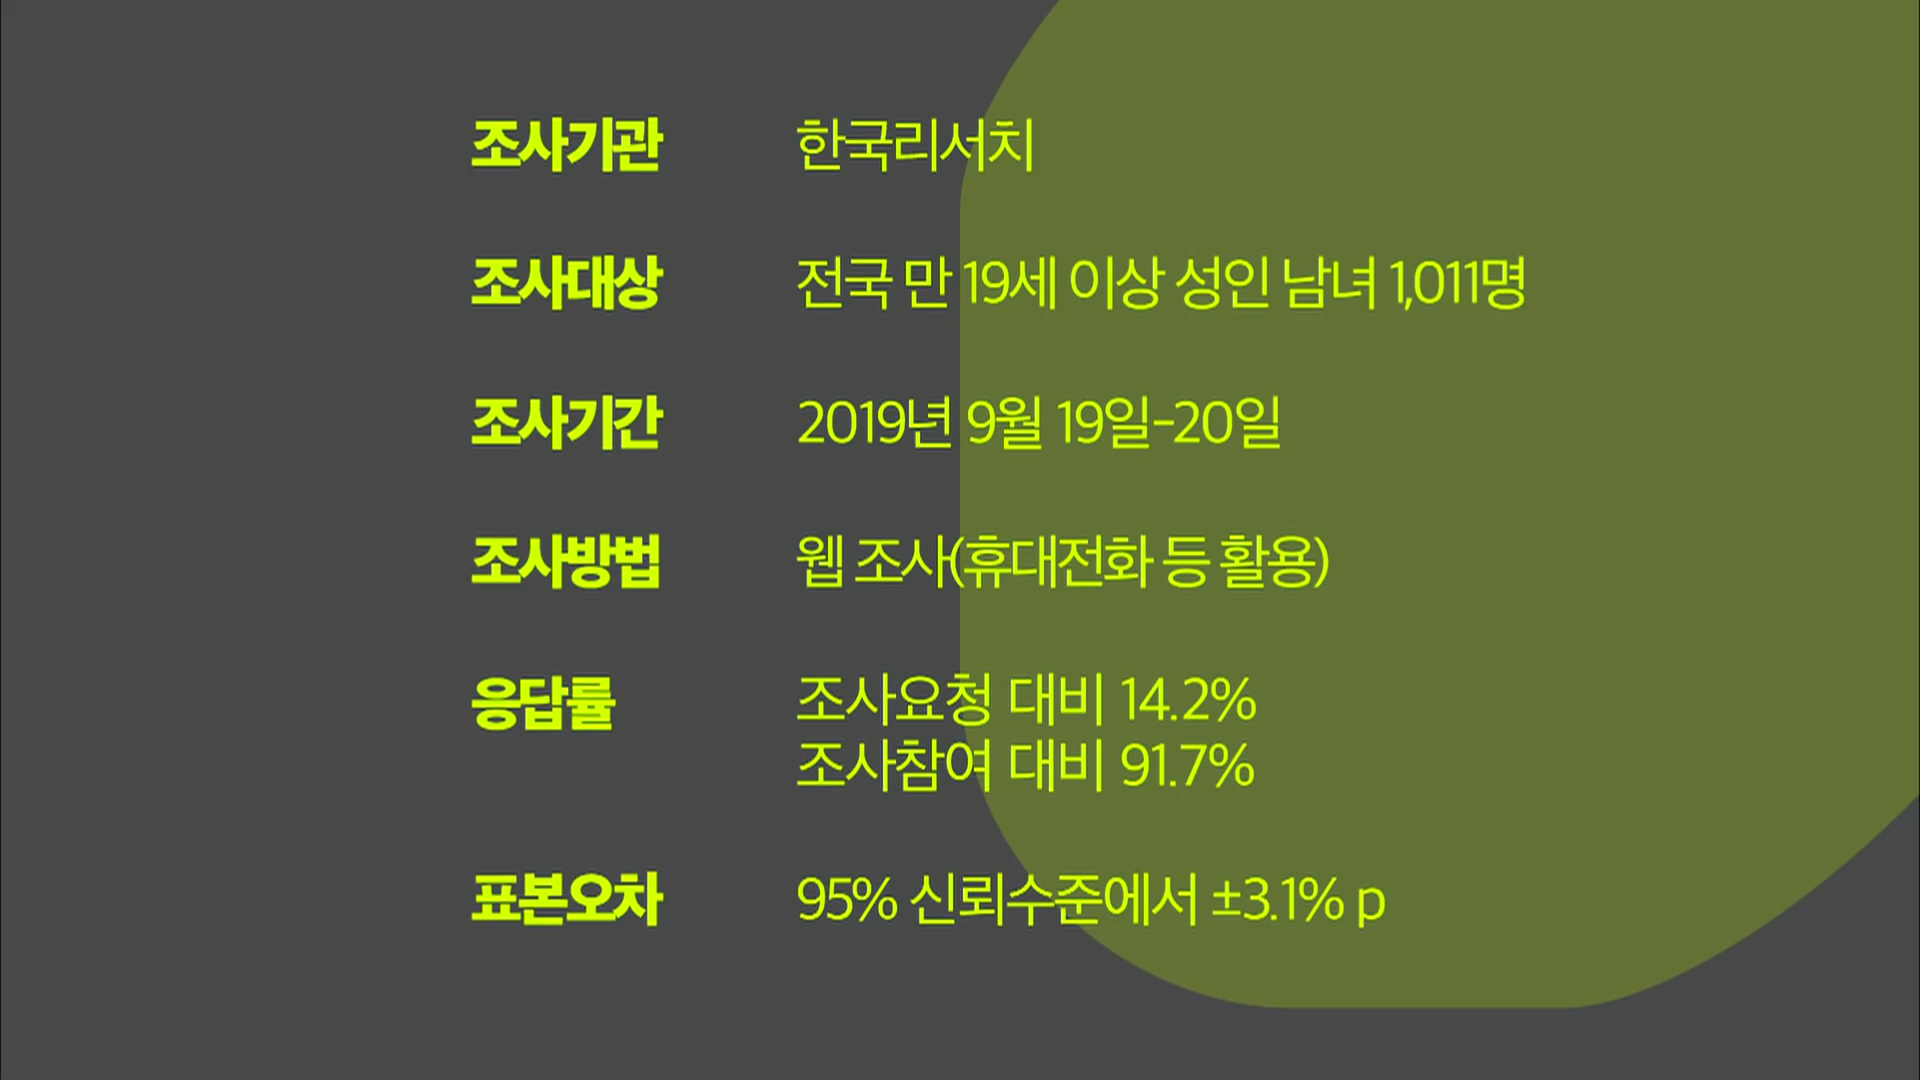 조사기관 한국리서치
조사대상 전국 만 19세 이상 성인 남녀 1,011명
조사기간 2019년 9월 19일-20일
조사방법 웹 조사(휴대전화 등 활용)
응답률 조사요청 대비 14.2%
조사참여 대비 91.7%
표본오차 95% 신뢰수준에서 ±3.1% p